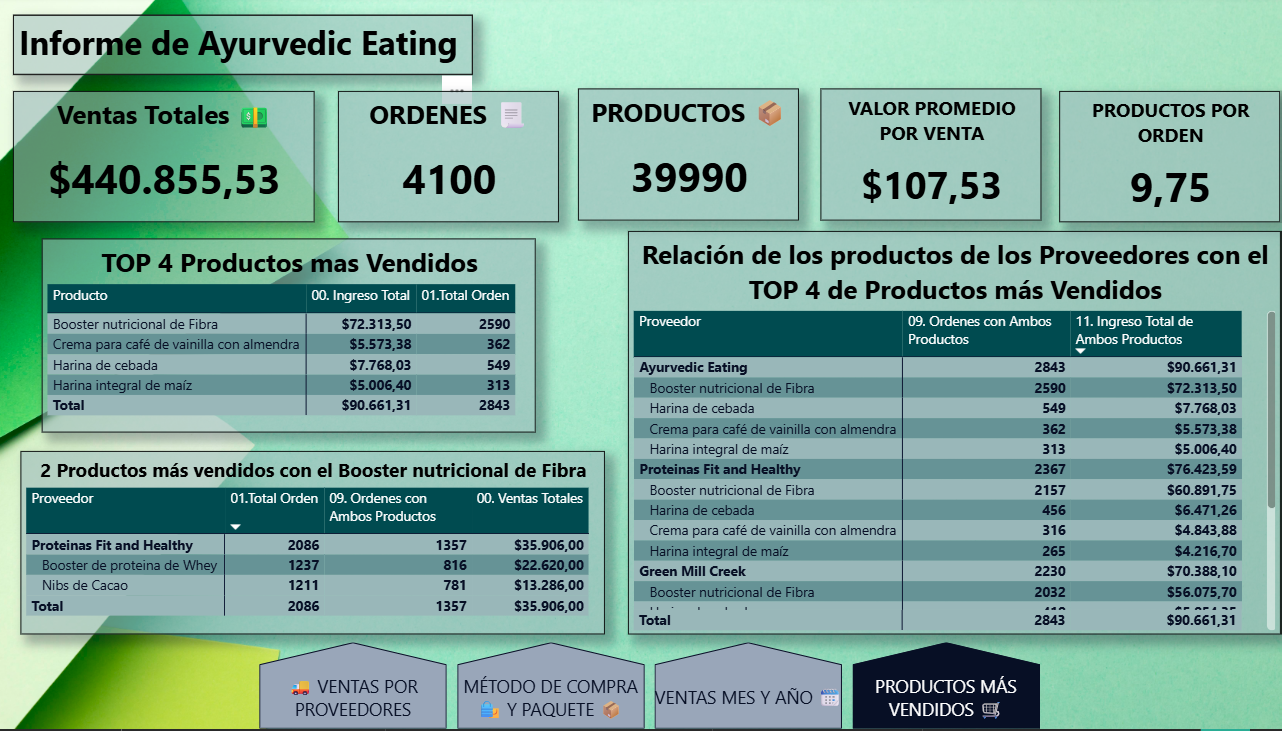 Informe de Ayurvedic Eating
...
Ventas Totales 💵
$440.855,53
ORDENES 📃
4100
PRODUCTOS 📦
39990
VALOR PROMEDIO
POR VENTA
$107,53
PRODUCTOS POR
ORDEN
9,75
TOP 4 Productos mas Vendidos
Producto 00. Ingreso Total 01.Total Orden
Booster nutricional de Fibra $72.313,50 2590
Crema para café de vainilla con almendra $5.573,38 362
Harina de cebada $7.768,03 549
Harina integral de maíz $5.006,40 313
Total $90.661,31 2843
2 Productos más vendidos con el Booster nutricional de Fibra
Proveedor 01.Total Orden 09. Ordenes con 00. Ventas Totales
Ambos Productos
Proteinas Fit and Healthy 2086 1357 $35.906,00
Booster de proteina de Whey 1237 816 $22.620,00
Nibs de Cacao 1211 781 $13.286,00
Total 2086 1357 $35.906,00
Relación de los productos de los Proveedores con el
TOP 4 de Productos más Vendidos
Proveedor 09. Ordenes con Ambos 11. Ingreso Total de
Productos Ambos Productos
Ayurvedic Eating 2843 $90.661,31
Booster nutricional de Fibra 2590 $72.313,50
Harina de cebada 549 $7.768,03
Crema para café de vainilla con almendra 362 $5.573,38
Harina integral de maíz 313 $5.006,40
Proteinas Fit and Healthy 2367 $76.423,59
Booster nutricional de Fibra 2157 $60.891,75
Harina de cebada 456 $6.471,26
Crema para café de vainilla con almendra 316 $4.843,88
Harina integral de maíz 265 $4.216,70
Green Mill Creek 2230 $70.388,10
Booster nutricional de Fibra 2032 $56.075,70
Total 2843 $90.661,31
🚚 VENTAS POR
PROVEEDORES
MÉTODO DE COMPRA
🛍️ Y PAQUETE 📦
VENTAS MES Y AÑO 📅
PRODUCTOS MÁS
VENDIDOS 🛒